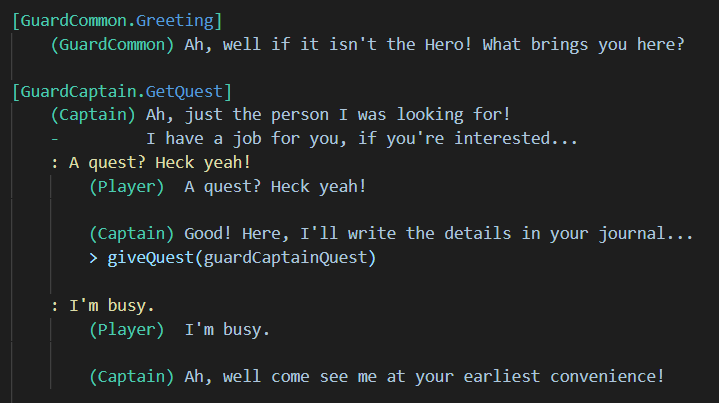 [GuardCommon.Greeting]
(GuardCommon) Ah, well if it isn't the Hero! What brings you here?
[GuardCaptain.GetQuest]
(Captain) Ah, just the person I was looking for!
- I have a job for you, if you're interested...
: A quest? Heck yeah!
(Player) A quest? Heck yeah!
(Captain) Good! Here, I'll write the details in your journal...
> giveQuest(guardCaptainQuest)
: I'm busy.
(Player) I'm busy.
(Captain) Ah, well come see me at your earliest convenience!